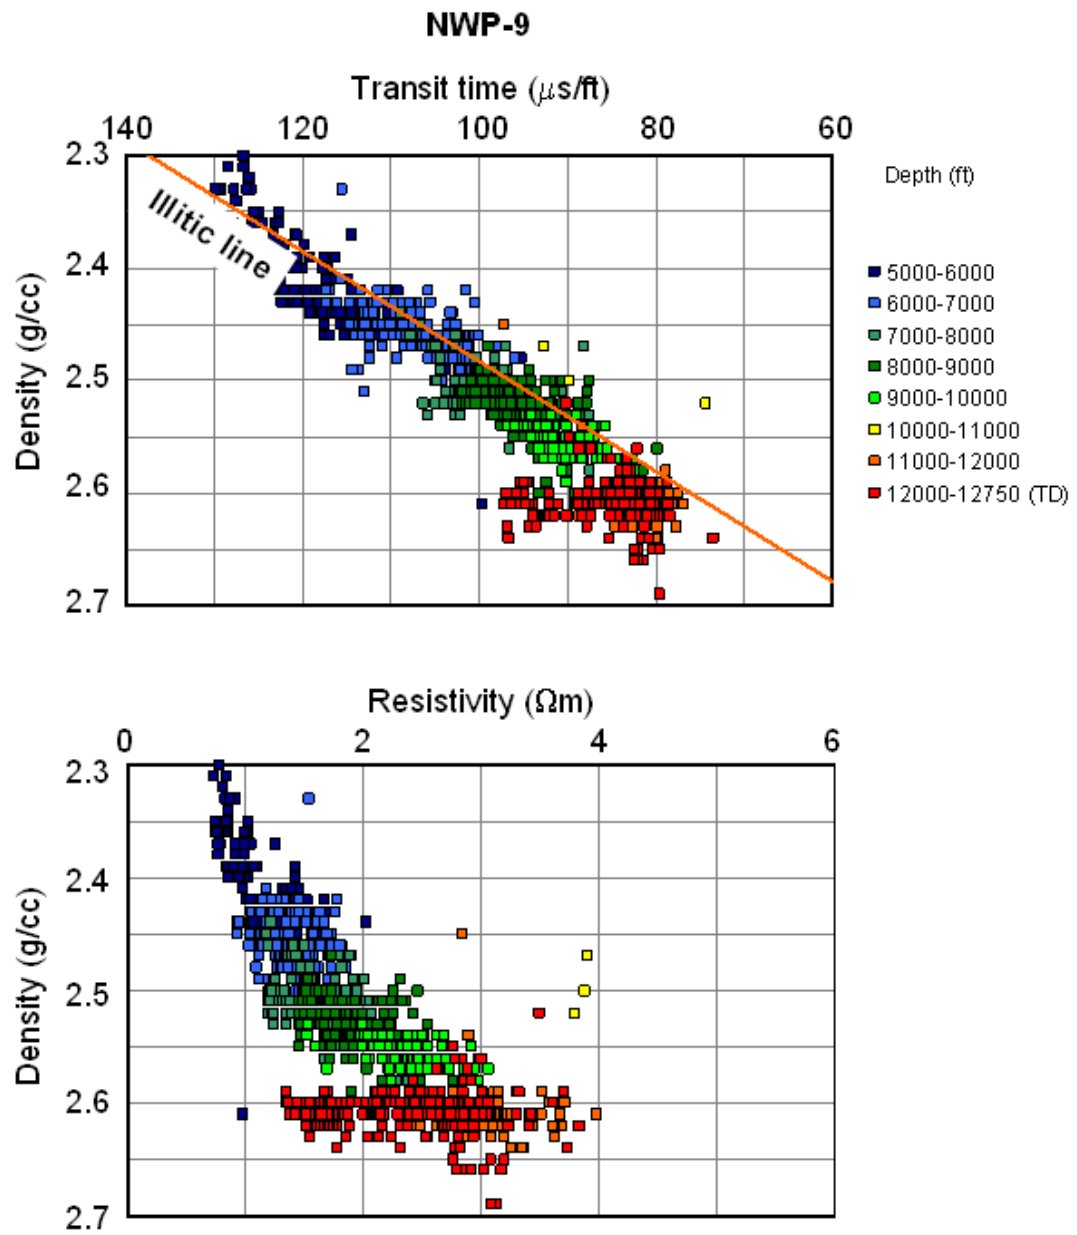 NWP-9
Transit time (μs/ft)
140 120 100 80 60
2.3
2.4
2.5
2.6
2.7
Density (g/cc)
Illitic line
Depth (ft)
5000-6000
6000-7000
7000-8000
8000-9000
9000-10000
10000-11000
11000-12000
12000-12750 (TD)
Resistivity (Ωm)
0 2 4 6
2.3
2.4
2.5
2.6
2.7
Density (g/cc)